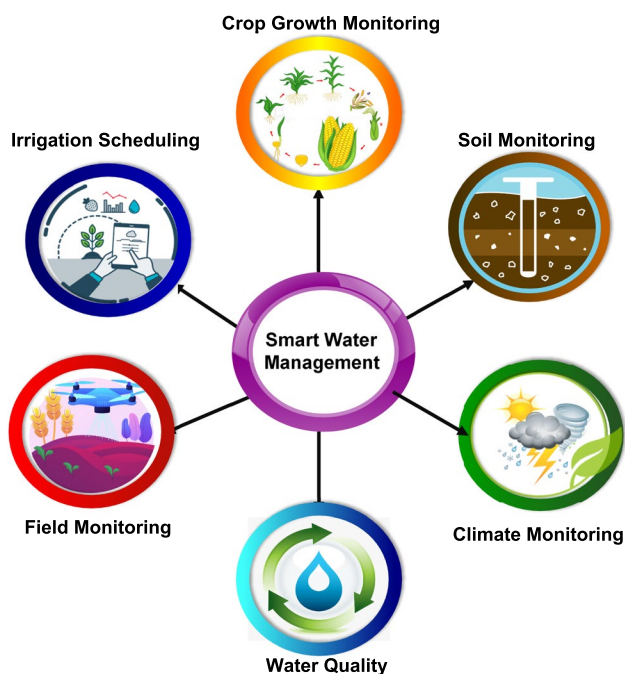 Crop Growth Monitoring
Irrigation Scheduling
Soil Monitoring
Smart Water
Management
Field Monitoring
Climate Monitoring
Water Quality